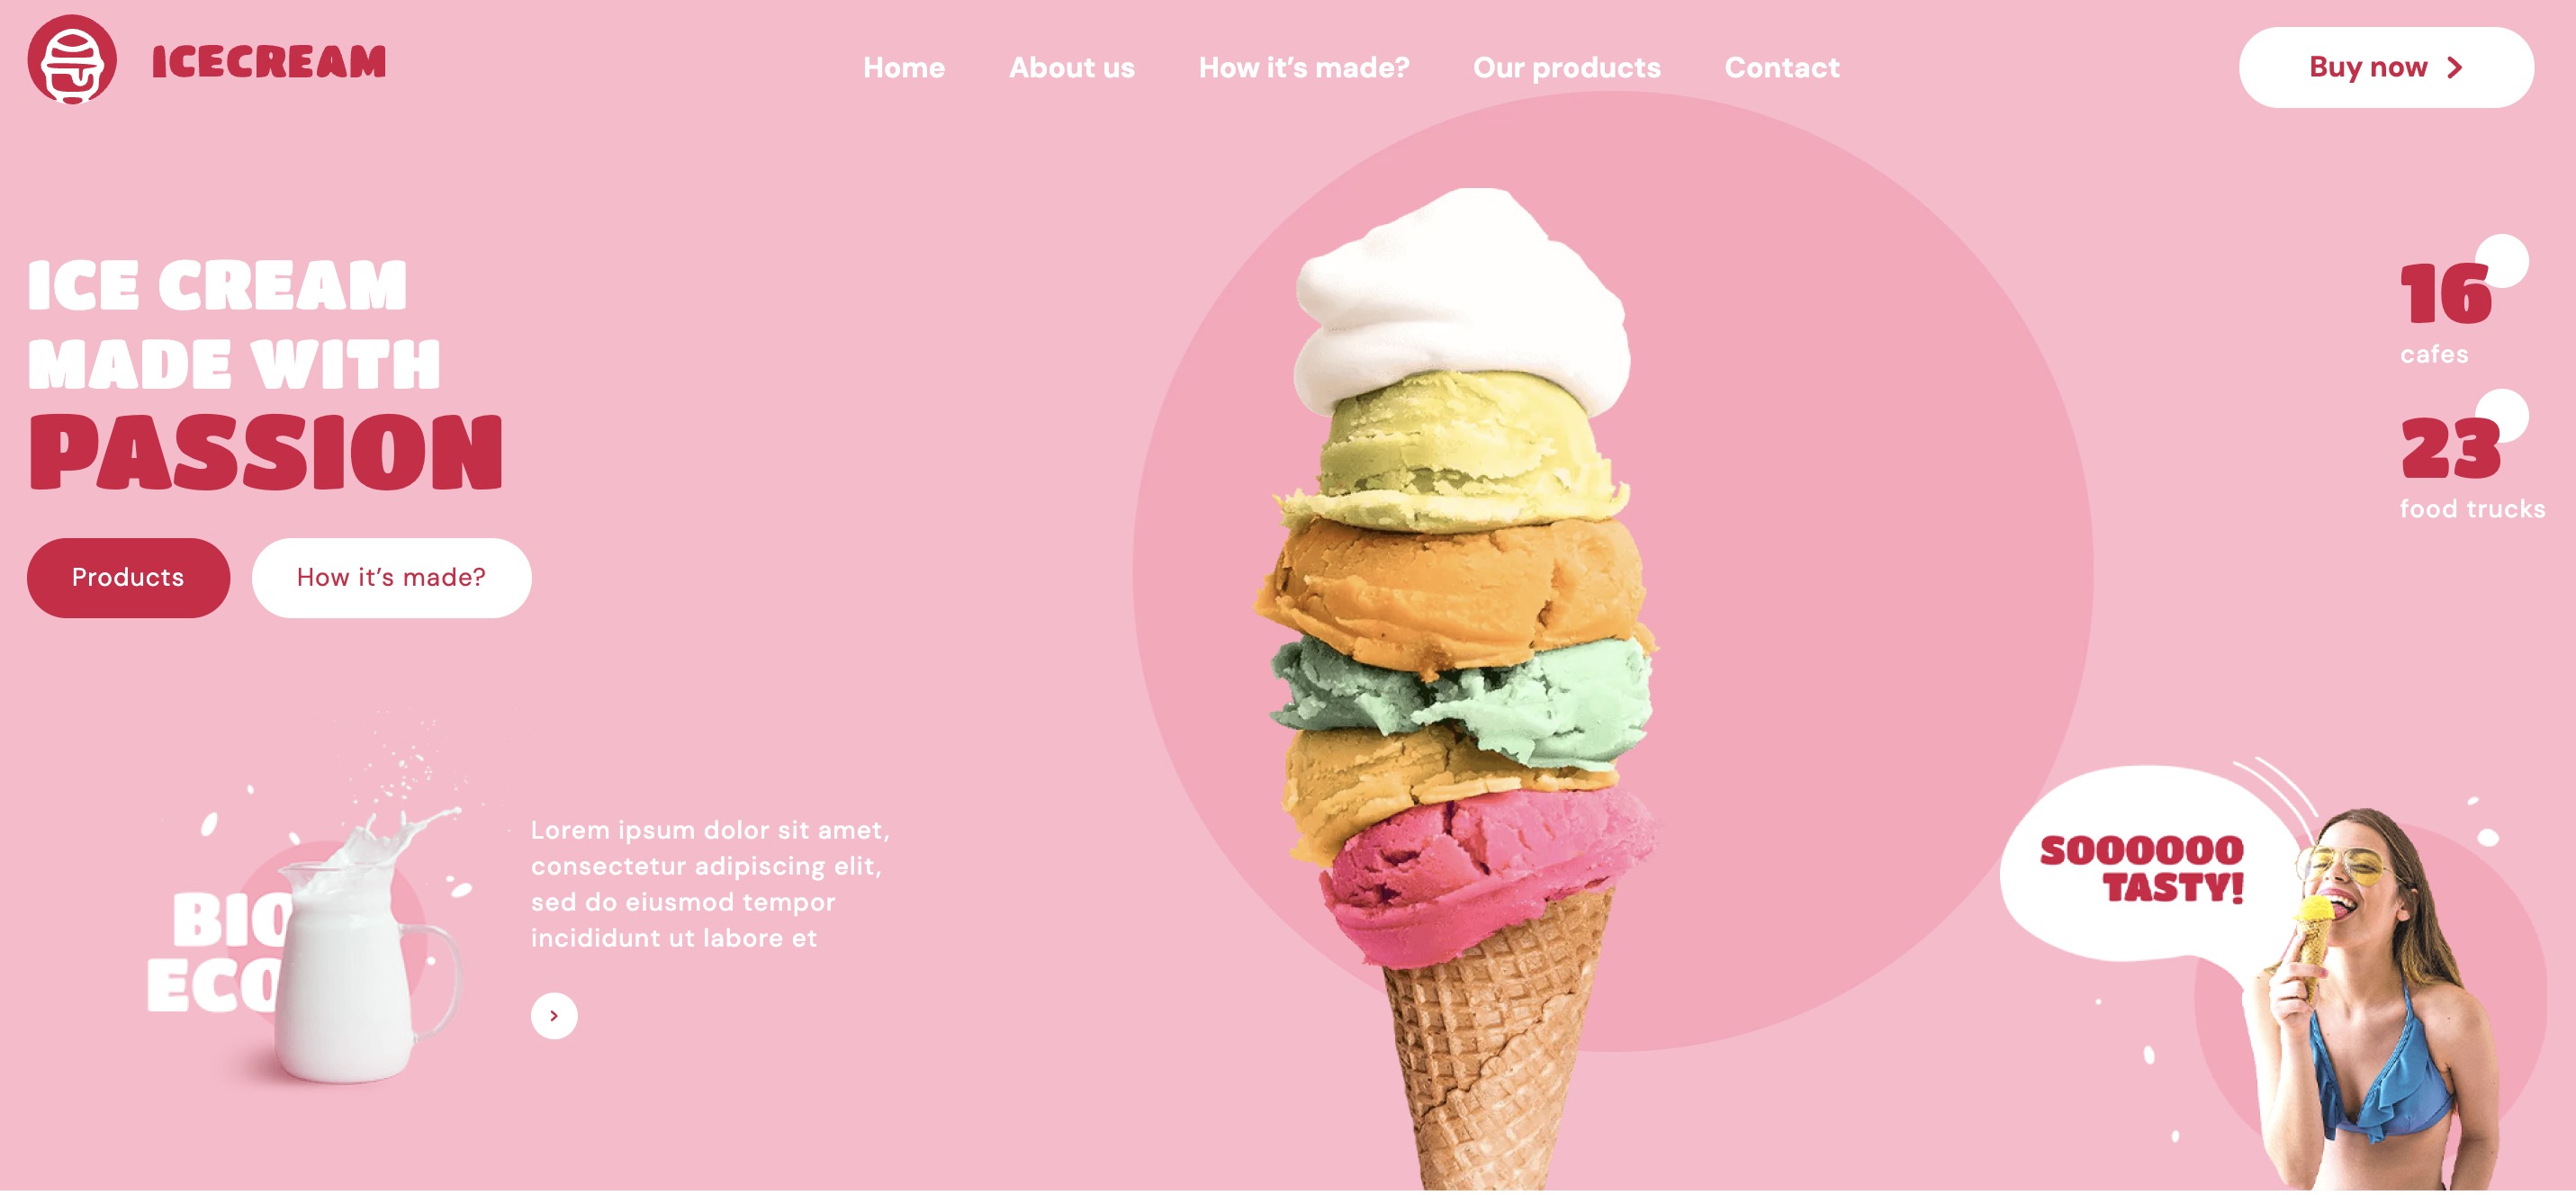 ICECREAM
Home
About us
How it’s made?
Our products
Contact
Buy now
ICE CREAM
MADE WITH
PASSION
Products
How it’s made?
16
cafes
23
food trucks
BIO
ECO
Lorem ipsum dolor sit amet,
consectetur adipiscing elit,
sed do eiusmod tempor
incididunt ut labore et
SOOOOOO
TASTY!